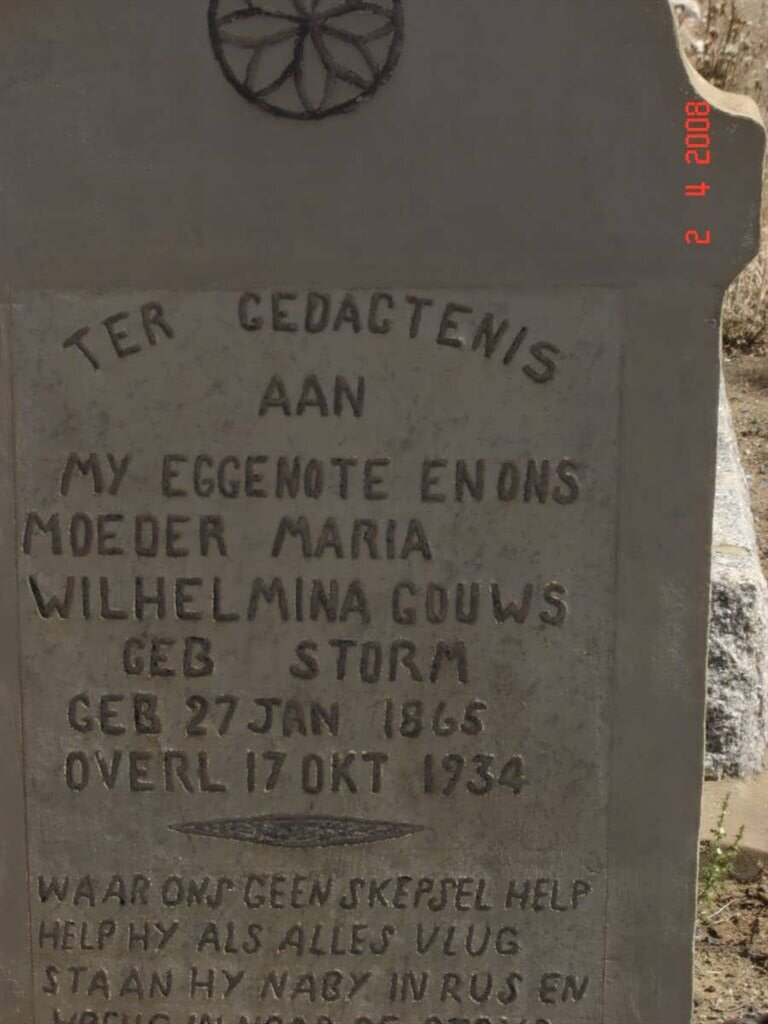 TER GEDACTENIS
AAN
MY EGGENOTE EN ONS
MOEDER MARIA
WILHELMINA GOUWS
GEB STORM
GEB 27 JAN 1865
OVERL 17 OKT 1934
WAAR ONS GEEN SKEPSEL HELP
HELP HY ALS ALLES VLUG
STAAN HY NABY IN RUS EN
2 4 2008